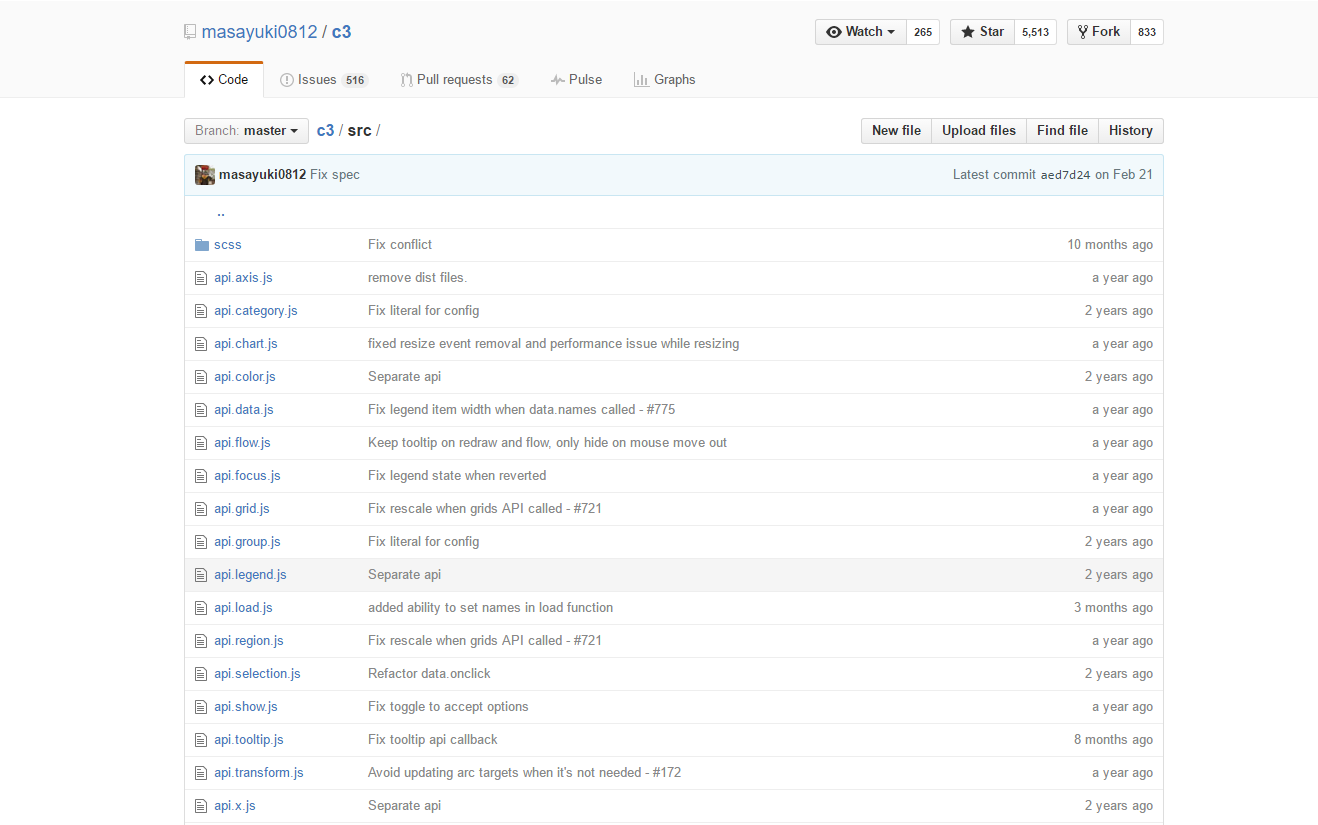 masayuki0812 / c3 Watch 265 Star 5,513 Fork 833
Code Issues 516 Pull requests 62 Pulse Graphs
Branch: master c3 / src / New file Upload files Find file History
masayuki0812 Fix spec Latest commit aed7d24 on Feb 21
..
scss Fix conflict 10 months ago
api.axis.js remove dist files. a year ago
api.category.js Fix literal for config 2 years ago
api.chart.js fixed resize event removal and performance issue while resizing a year ago
api.color.js Separate api 2 years ago
api.data.js Fix legend item width when data.names called - #775 a year ago
api.flow.js Keep tooltip on redraw and flow, only hide on mouse move out a year ago
api.focus.js Fix legend state when reverted a year ago
api.grid.js Fix rescale when grids API called - #721 a year ago
api.group.js Fix literal for config 2 years ago
api.legend.js Separate api 2 years ago
api.load.js added ability to set names in load function 3 months ago
api.region.js Fix rescale when grids API called - #721 a year ago
api.selection.js Refactor data.onclick 2 years ago
api.show.js Fix toggle to accept options a year ago
api.tooltip.js Fix tooltip api callback 8 months ago
api.transform.js Avoid updating arc targets when it's not needed - #172 a year ago
api.x.js Separate api 2 years ago